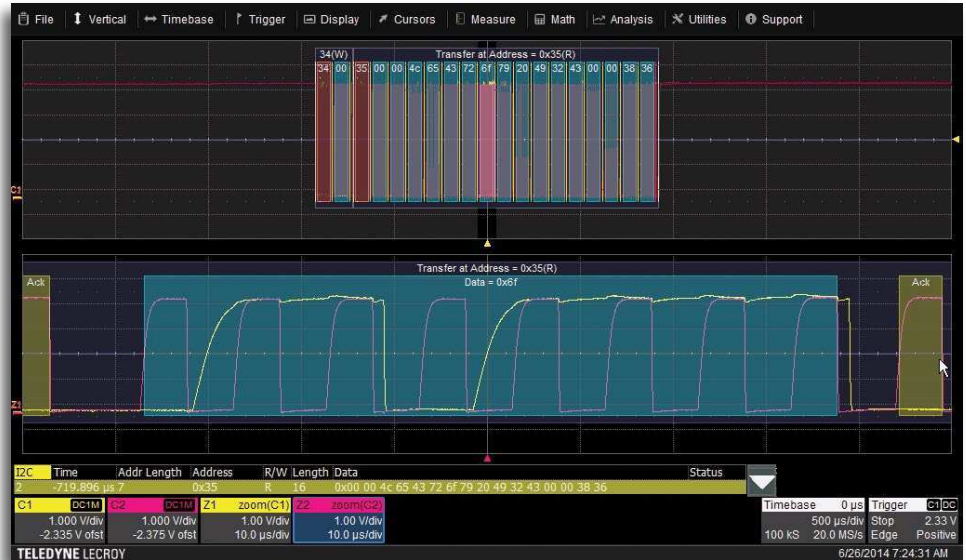 File Vertical Timebase Trigger Display Cursors Measure Math Analysis Utilities Support
34(W) Transfer at Address = 0x35(R)
34 00 35 00 00 4c 65 43 72 6f 79 20 49 32 43 00 00 38 36
C1
Transfer at Address = 0x35(R)
Ack Data = 0x6f Ack
Z1
I2C Time Addr Length Address R/W Length Data Status
2 -719.896 µs 7 0x35 R 16 0x00 00 4c 65 43 72 6f 79 20 49 32 43 00 00 38 36
C1 DC1M C2 DC1M Z1 zoom(C1) Z2 zoom(C2) Timebase 0 µs Trigger C1 DC
1.000 V/div 1.000 V/div 1.00 V/div 1.00 V/div 500 µs/div Stop 2.33 V
-2.335 V ofst -2.375 V ofst 10.0 µs/div 10.0 µs/div 100 kS 20.0 MS/s Edge Positive
TELEDYNE LECROY 6/26/2014 7:24:31 AM